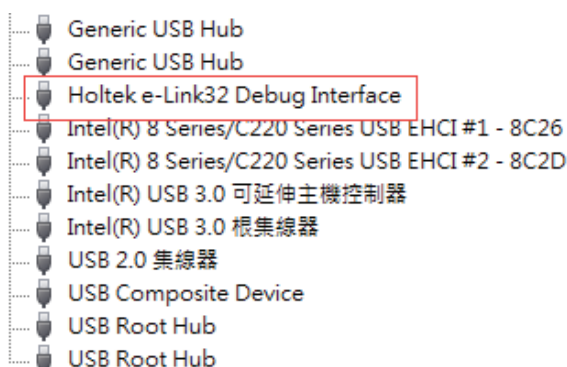 Generic USB Hub
Generic USB Hub
Holtek e-Link32 Debug Interface
Intel(R) 8 Series/C220 Series USB EHCI #1 - 8C26
Intel(R) 8 Series/C220 Series USB EHCI #2 - 8C2D
Intel(R) USB 3.0 可延伸主機控制器
Intel(R) USB 3.0 根集線器
USB 2.0 集線器
USB Composite Device
USB Root Hub
USB Root Hub